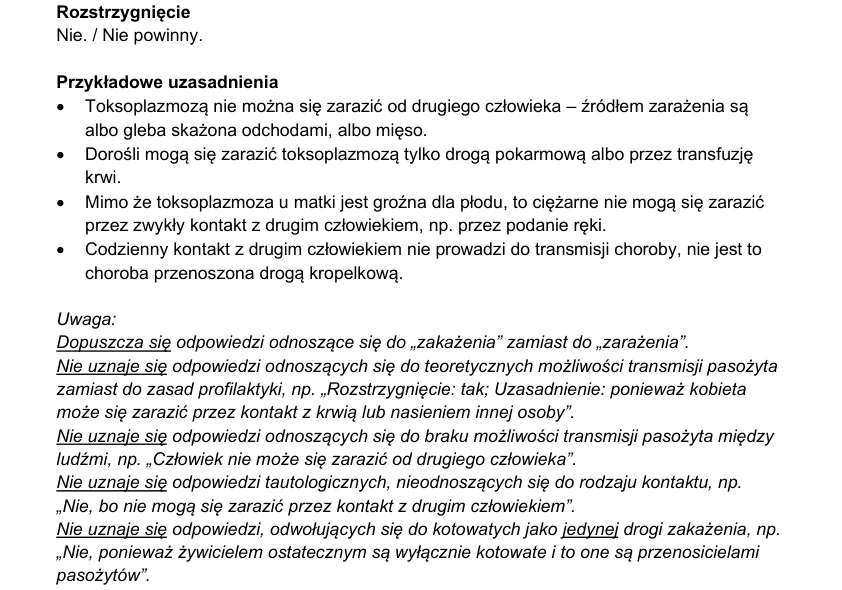 Rozstrzygnięcie
Nie. / Nie powinny.
Przykładowe uzasadnienia
• Toksoplazmozą nie można się zarazić od drugiego człowieka – źródłem zarażenia są
albo gleba skażona odchodami, albo mięso.
• Dorośli mogą się zarazić toksoplazmozą tylko drogą pokarmową albo przez transfuzję
krwi.
• Mimo że toksoplazmoza u matki jest groźna dla płodu, to ciężarne nie mogą się zarazić
przez zwykły kontakt z drugim człowiekiem, np. przez podanie ręki.
• Codzienny kontakt z drugim człowiekiem nie prowadzi do transmisji choroby, nie jest to
choroba przenoszona drogą kropelkową.
Uwaga:
Dopuszcza się odpowiedzi odnoszące się do „zakażenia” zamiast do „zarażenia”.
Nie uznaje się odpowiedzi odnoszących się do teoretycznych możliwości transmisji pasożyta
zamiast do zasad profilaktyki, np. „Rozstrzygnięcie: tak; Uzasadnienie: ponieważ kobieta
może się zarazić przez kontakt z krwią lub nasieniem innej osoby”.
Nie uznaje się odpowiedzi odnoszących się do braku możliwości transmisji pasożyta między
ludźmi, np. „Człowiek nie może się zarazić od drugiego człowieka”.
Nie uznaje się odpowiedzi tautologicznych, nieodnoszących się do rodzaju kontaktu, np.
„Nie, bo nie mogą się zarazić przez kontakt z drugim człowiekiem”.
Nie uznaje się odpowiedzi, odwołujących się do kotowatych jako jedynej drogi zakażenia, np.
„Nie, ponieważ żywicielem ostatecznym są wyłącznie kotowate i to one są przenosicielami
pasożytów”.